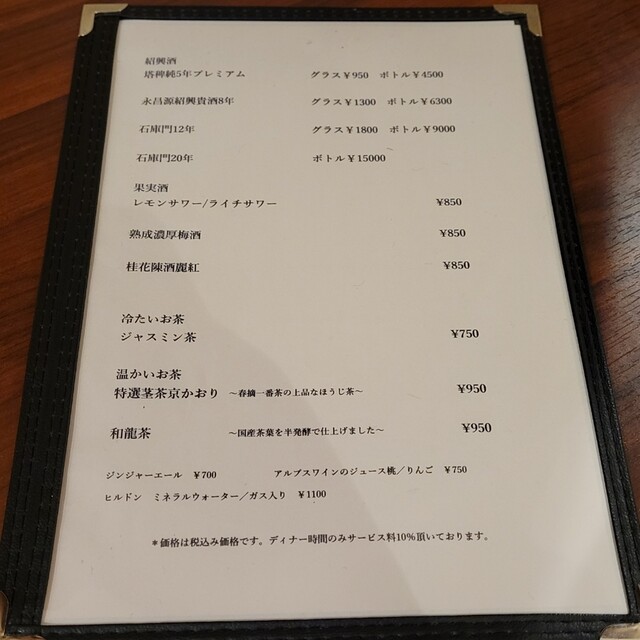 紹興酒
塔牌純5年プレミアム グラス￥950 ボトル￥4500
永昌源紹興貴酒8年 グラス￥1300 ボトル￥6300
石庫門12年 グラス￥1800 ボトル￥9000
石庫門20年 ボトル￥15000
果実酒
レモンサワー/ライチサワー ¥850
熟成濃厚梅酒 ¥850
桂花陳酒麗紅 ¥850
冷たいお茶
ジャスミン茶 ¥750
温かいお茶
特選茎茶京かおり ～春摘一番茶の上品なほうじ茶～ ¥950
和龍茶 ～国産茶葉を半発酵で仕上げました～ ¥950
ジンジャーエール ￥700 アルプスワインのジュース桃／りんご ￥750
ヒルドン ミネラルウォーター／ガス入り ￥1100
＊価格は税込み価格です。ディナー時間のみサービス料10％頂いております。